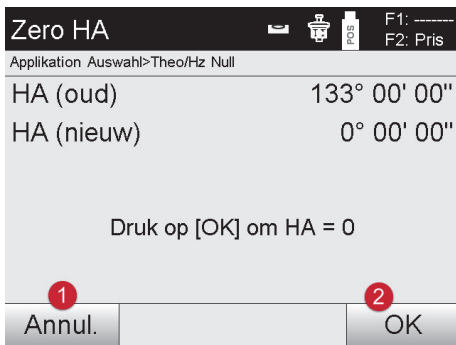 Zero HA
POS
F1: -------
F2: Pris
Applikation Auswahl>Theo/Hz Null
HA (oud) 133° 00' 00"
HA (nieuw) 0° 00' 00"
Druk op [OK] om HA = 0
1
2
Annul.
OK